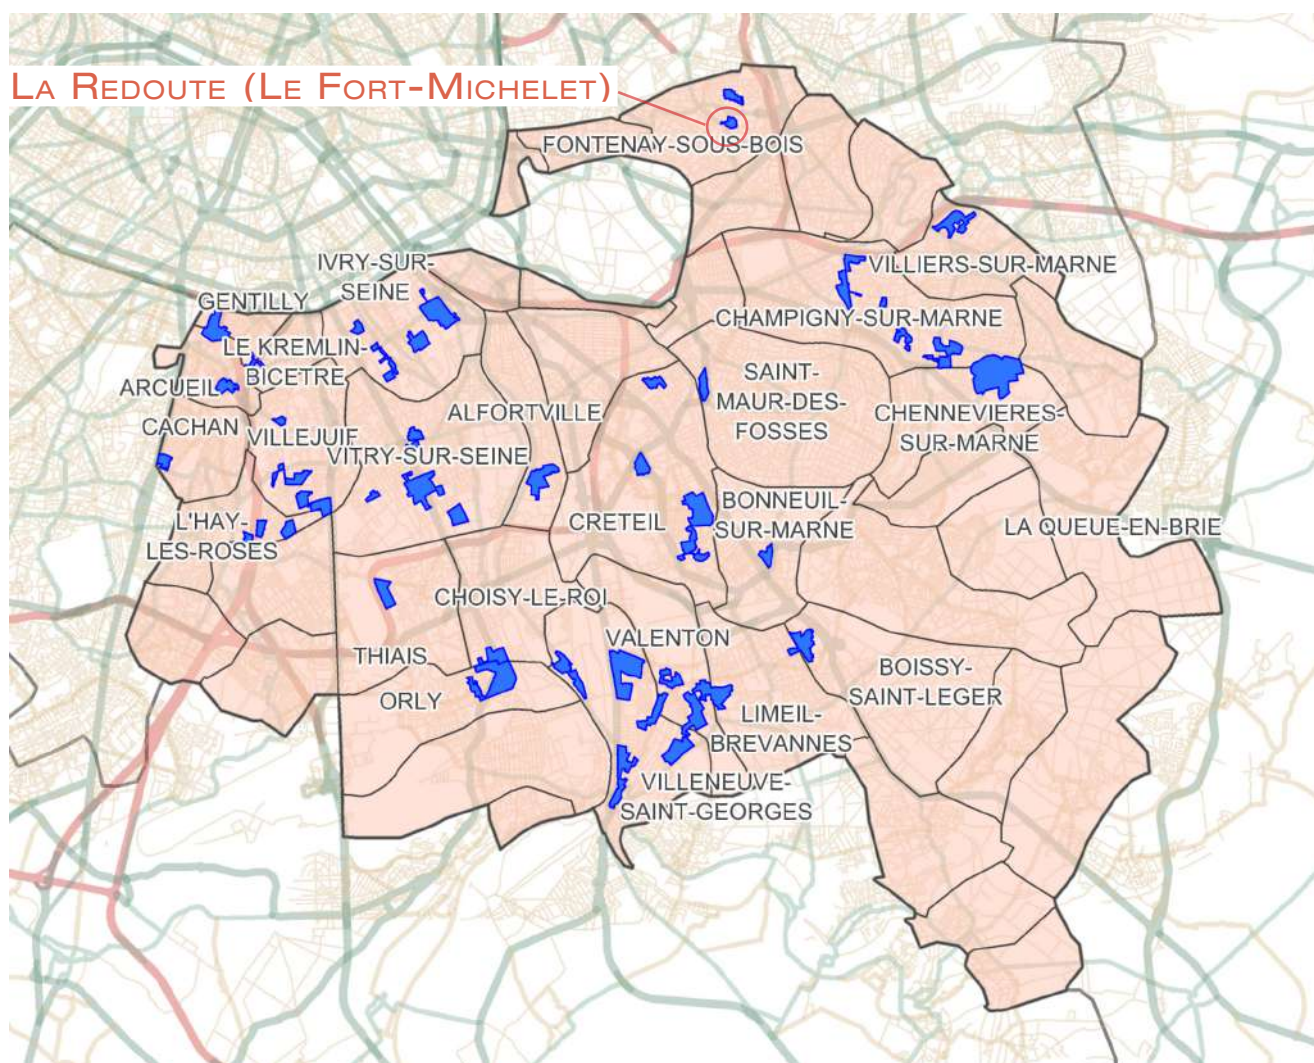 LA REDOUTE (LE FORT-MICHELET)
FONTENAY-SOUS-BOIS
IVRY-SUR-
SEINE
VILLIERS-SUR-MARNE
GENTILLY
CHAMPIGNY-SUR-MARNE
LE KREMLIN-
BICETRE
ARCUEIL
SAINT-
MAUR-DES-
FOSSES
ALFORTVILLE
CHENNEVIERES-
SUR-MARNE
CACHAN
VILLEJUIF
VITRY-SUR-SEINE
BONNEUIL-
SUR-MARNE
L'HAY-
LES-ROSES
CRETEIL
LA QUEUE-EN-BRIE
CHOISY-LE-ROI
VALENTON
THIAIS
BOISSY-
SAINT-LEGER
ORLY
LIMEIL-
BREVANNES
VILLENEUVE-
SAINT-GEORGES